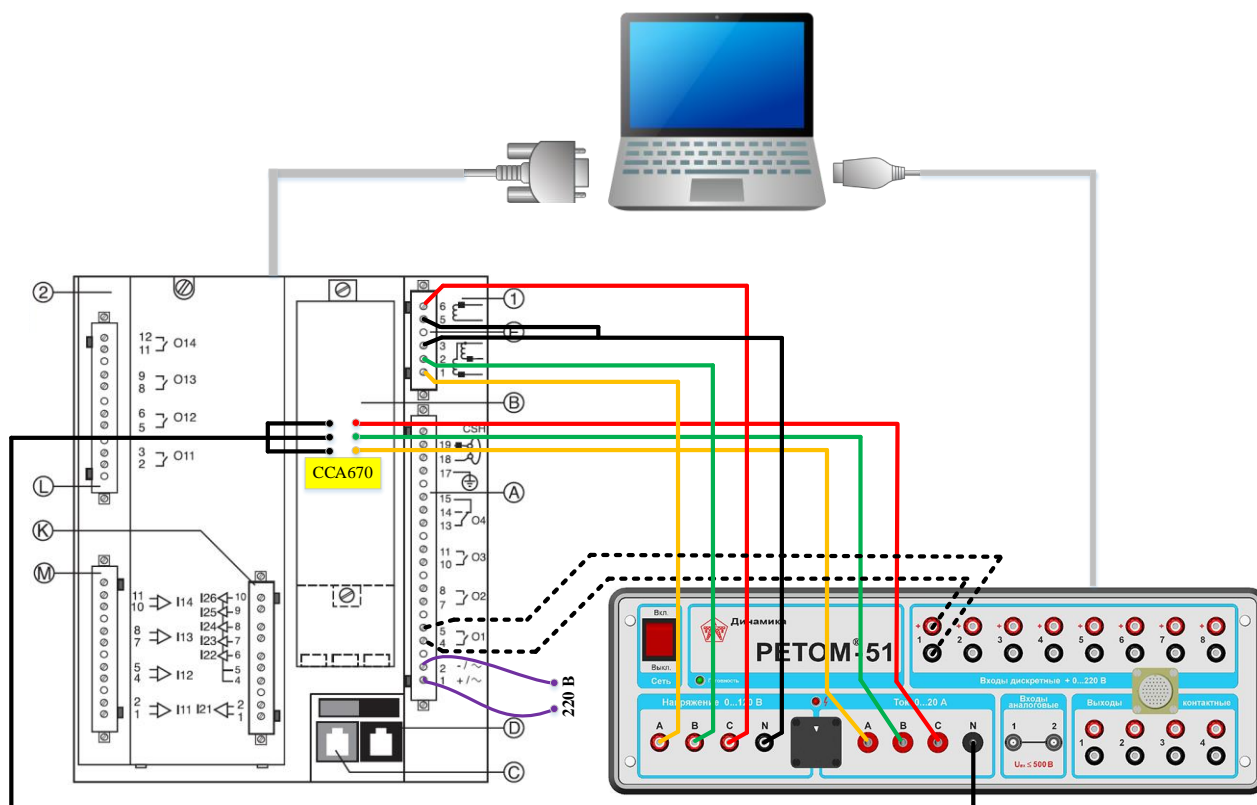 2
12
11
O14
9
8
O13
6
5
O12
3
2
O11
L
K
M
11
10
I14
8
7
I13
5
4
I12
2
1
I11
I26
10
I25
9
I24
8
I23
7
I22
6
5
4
I21
2
1
CCA670
1
6
5
3
2
1
B
CSH
19
18
17
A
15
14
13
O4
11
10
O3
8
7
O2
5
4
O1
2
-/~
1
+/~
D
C
220 В
Вкл.
Выкл.
Сеть
Динамика
РЕТОМ®-51
Готовность
+ + + + + + + +
1 2 3 4 5 6 7 8
Входы дискретные + 0...220 В
Напряжение 0...120 В
A B C N
Ток 0...20 А
A B C N
Входы
аналоговые
1 2
Uвх ≤ 500 В
Выходы контактные
1 2 3 4